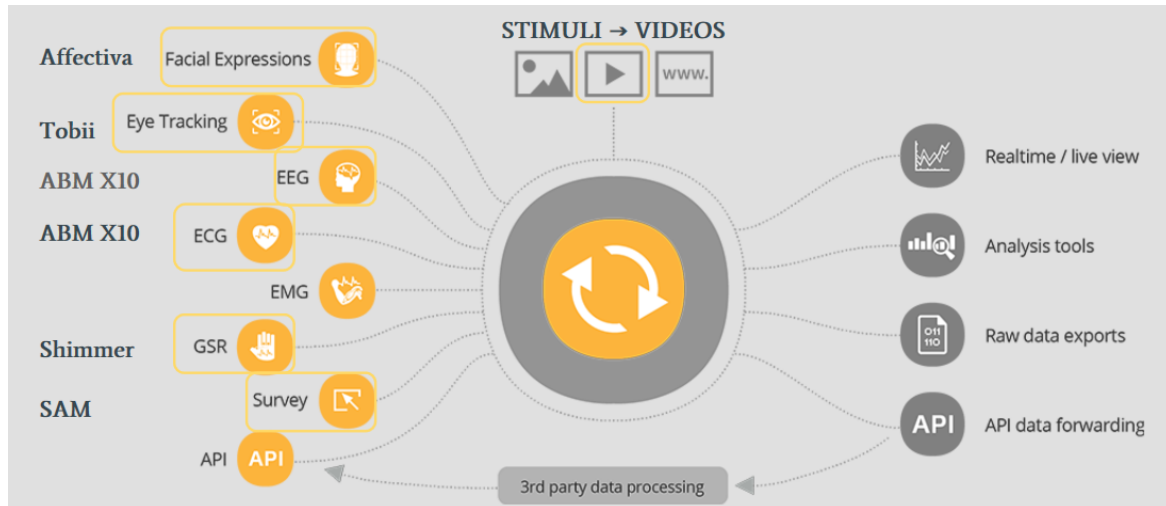 STIMULI → VIDEOS
www.
Affectiva
Facial Expressions
Tobii
Eye Tracking
ABM X10
EEG
ABM X10
ECG
EMG
Shimmer
GSR
SAM
Survey
API
API
Realtime / live view
Analysis tools
011
110
Raw data exports
API
API data forwarding
3rd party data processing